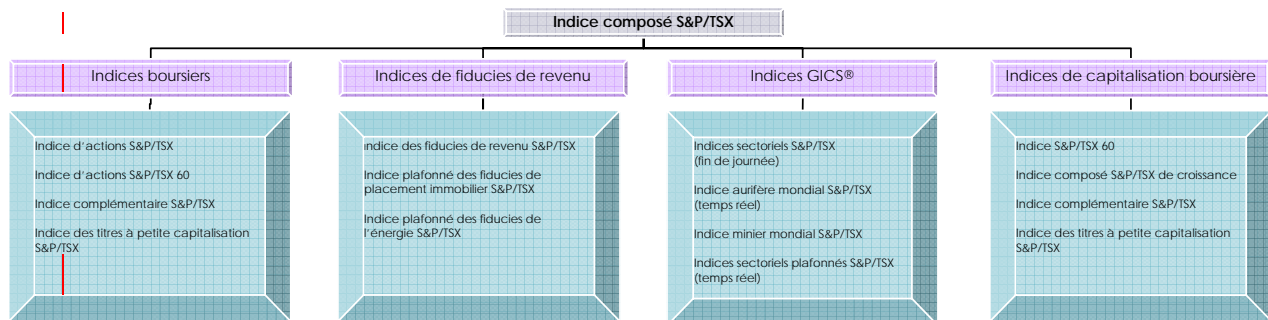 Indice composé S&P/TSX
Indices boursiers
Indices de fiducies de revenu
Indices GICS®
Indices de capitalisation boursière
Indice d'actions S&P/TSX
Indice d'actions S&P/TSX 60
Indice complémentaire S&P/TSX
Indice des titres à petite capitalisation
S&P/TSX
Indice des fiducies de revenu S&P/TSX
Indice plafonné des fiducies de
placement immobilier S&P/TSX
Indice plafonné des fiducies de
l'énergie S&P/TSX
Indices sectoriels S&P/TSX
(fin de journée)
Indice aurifère mondial S&P/TSX
(temps réel)
Indice minier mondial S&P/TSX
Indices sectoriels plafonnés S&P/TSX
(temps réel)
Indice S&P/TSX 60
Indice composé S&P/TSX de croissance
Indice complémentaire S&P/TSX
Indice des titres à petite capitalisation
S&P/TSX